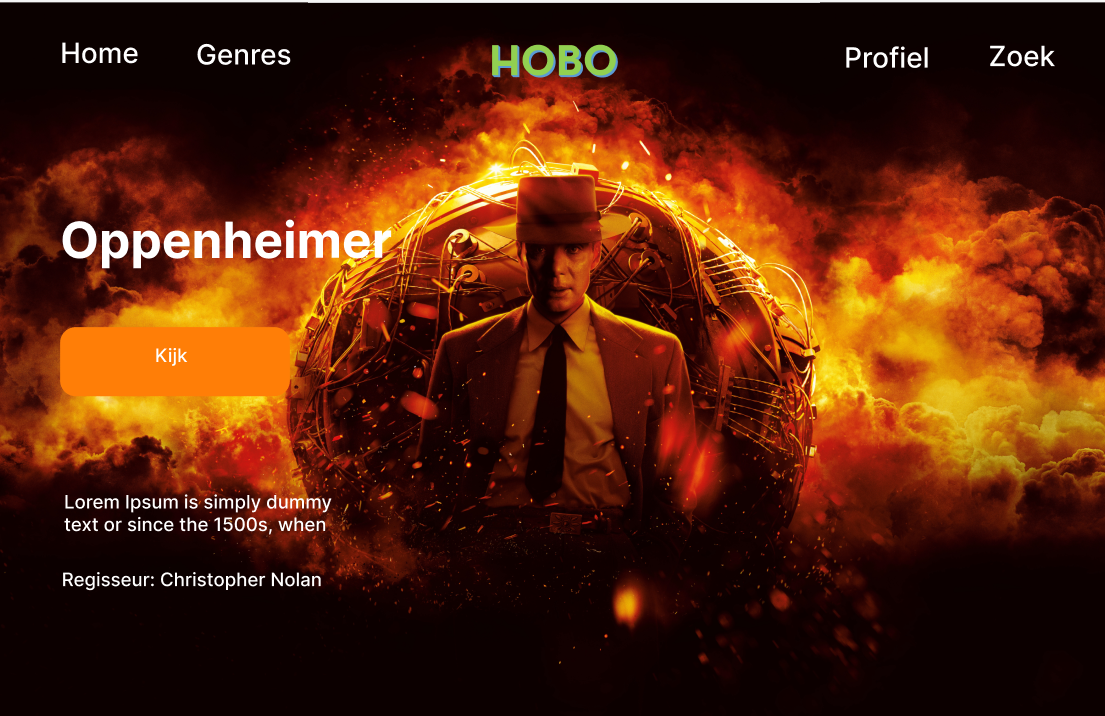 Home
Genres
HOBO
Profiel
Zoek
Oppenheimer
Kijk
Lorem Ipsum is simply dummy
text or since the 1500s, when
Regisseur: Christopher Nolan